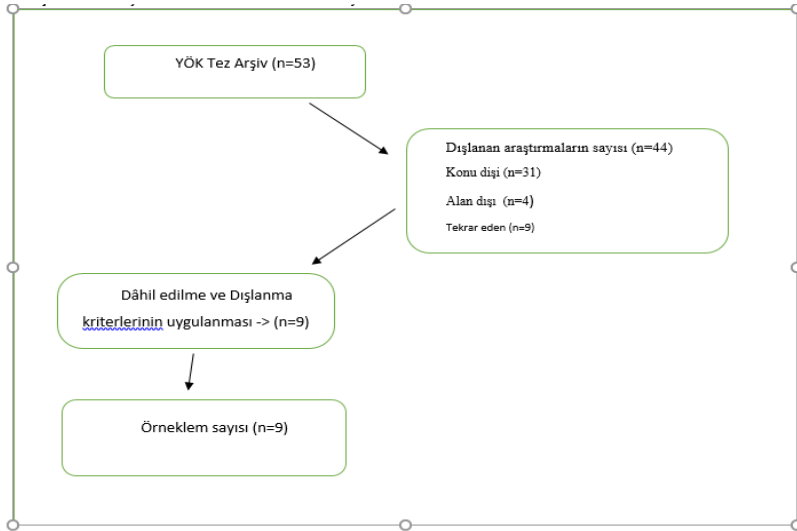 YÖK Tez Arşiv (n=53)
Dışlanan araştırmaların sayısı (n=44)
Konu dişi (n=31)
Alan dışı (n=4)
Tekrar eden (n=9)
Dâhil edilme ve Dışlanma
kriterlerinin uygulanması -> (n=9)
Örneklem sayısı (n=9)